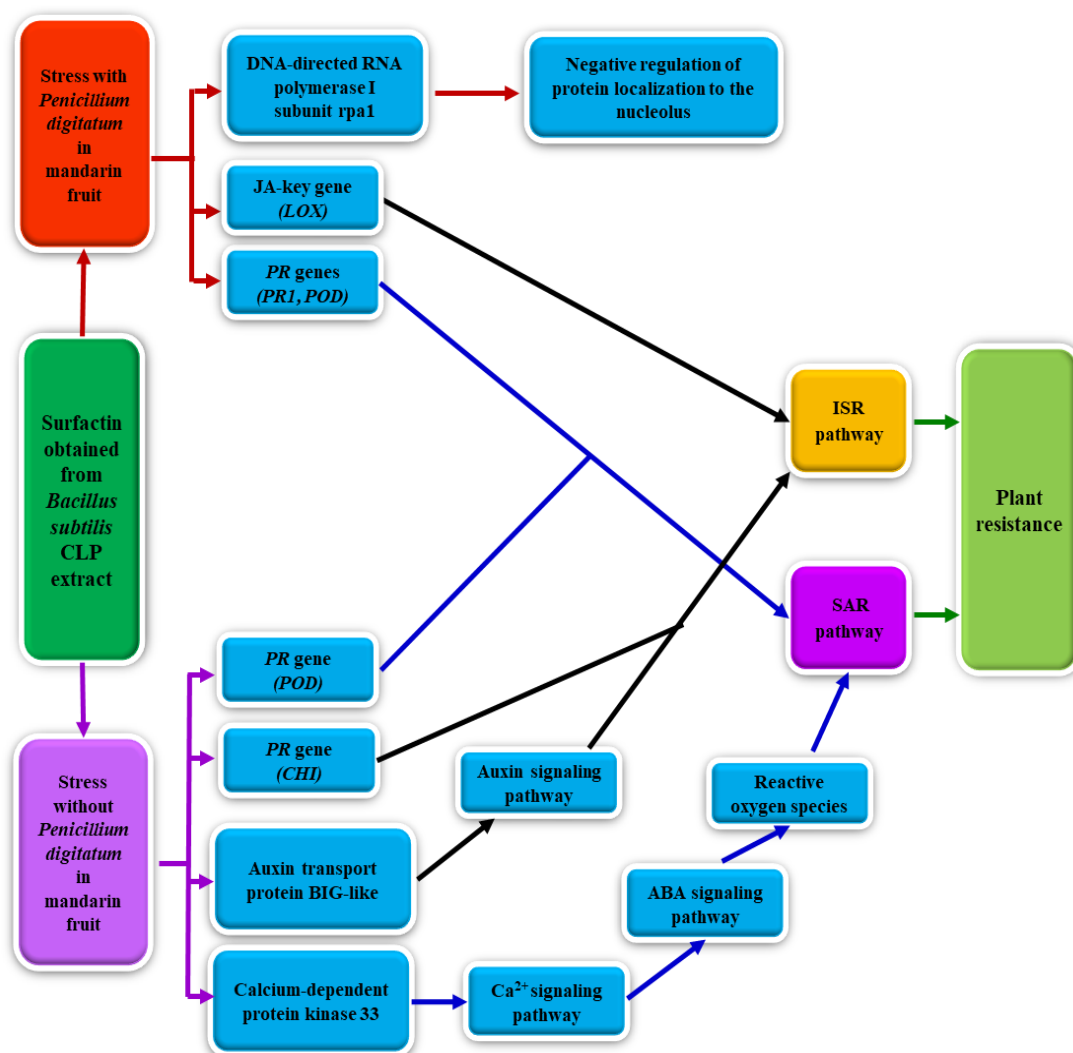 Stress with
Penicillium
digitatum
in
mandarin
fruit
DNA-directed RNA
polymerase I
subunit rpa1
Negative regulation of
protein localization to the
nucleolus
JA-key gene
(LOX)
PR genes
(PR1, POD)
Surfactin
obtained
from
Bacillus
subtilis
CLP
extract
ISR
pathway
Plant
resistance
SAR
pathway
PR gene
(POD)
PR gene
(CHI)
Auxin signaling
pathway
Reactive
oxygen species
Stress
without
Penicillium
digitatum
in
mandarin
fruit
Auxin transport
protein BIG-like
ABA signaling
pathway
Calcium-dependent
protein kinase 33
Ca²⁺ signaling
pathway